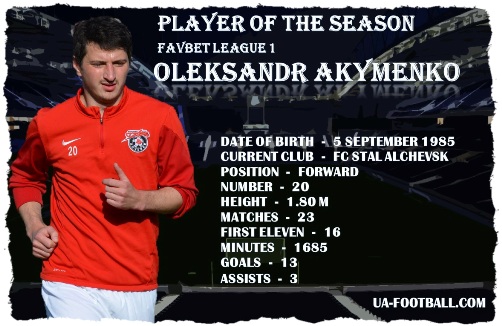 PLAYER OF THE SEASON
FAVBET LEAGUE 1
OLEKSANDR AKYMENKO
DATE OF BIRTH - 5 SEPTEMBER 1985
CURRENT CLUB - FC STAL ALCHEVSK
POSITION - FORWARD
NUMBER - 20
HEIGHT - 1.80 M
MATCHES - 23
FIRST ELEVEN - 16
MINUTES - 1685
GOALS - 13
ASSISTS - 3
20
UA-FOOTBALL.COM